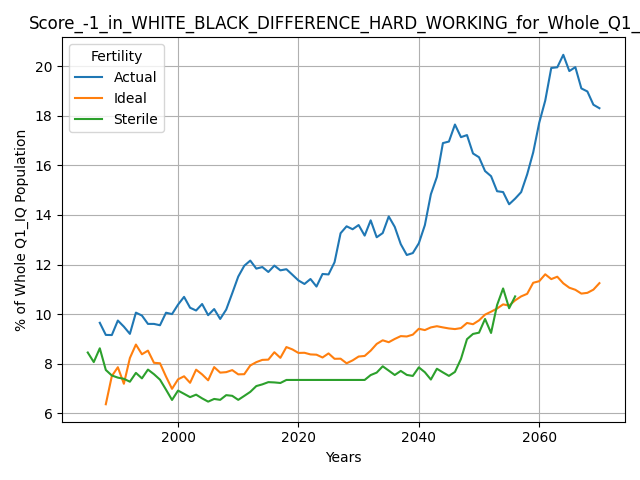 Score_-1_in_WHITE_BLACK_DIFFERENCE_HARD_WORKING_for_Whole_Q1_
Fertility
Actual
Ideal
Sterile
% of Whole Q1_IQ Population
20
18
16
14
12
10
8
6
2000
2020
2040
2060
Years